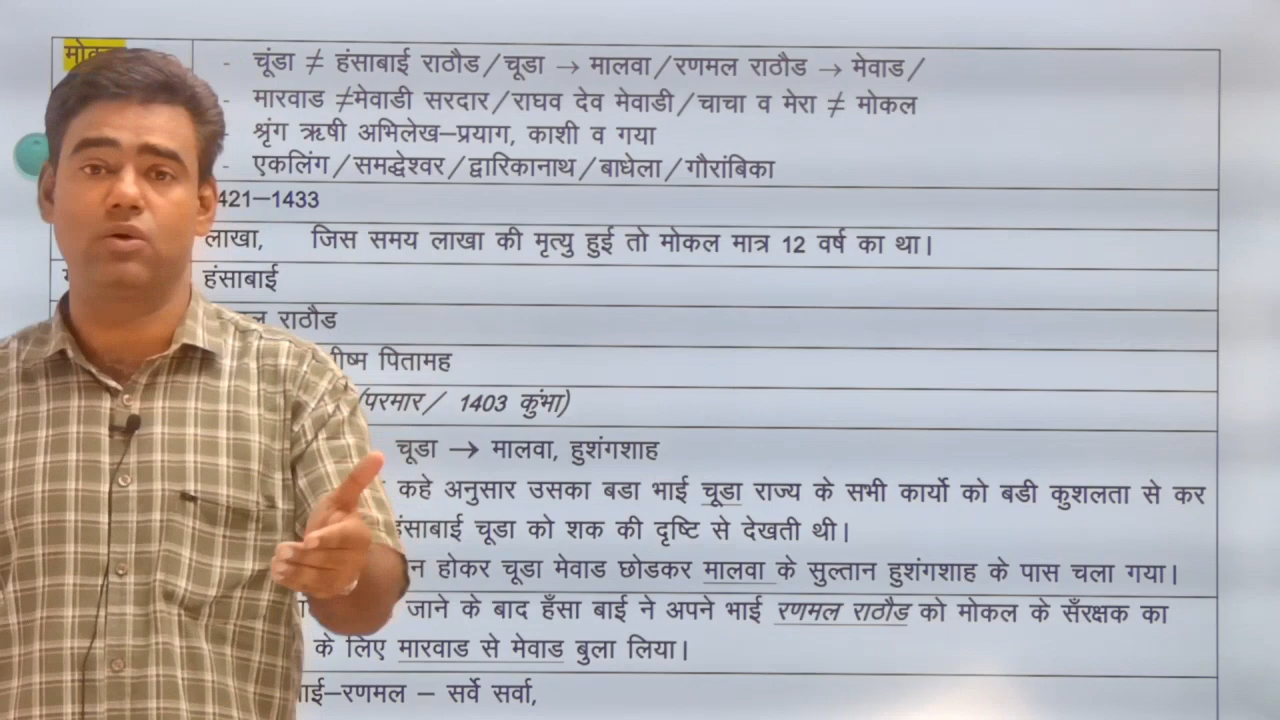 - चूंडा ≠ हंसाबाई राठौड/चूडा → मालवा/रणमल राठौड → मेवाड/
- मारवाड ≠मेवाडी सरदार/राघव देव मेवाडी/चाचा व मेरा ≠ मोकल
- श्रृंग ऋषी अभिलेख–प्रयाग, काशी व गया
- एकलिंग/समद्धेश्वर/द्वारिकानाथ/बाधेला/गौरांबिका
421–1433
लाखा, जिस समय लाखा की मृत्यु हुई तो मोकल मात्र 12 वर्ष का था।
हंसाबाई
राठौड
पितामह
(परमार/ 1403 कुंभा)
चूडा → मालवा, हुशंगशाह
कहे अनुसार उसका बडा भाई चूडा राज्य के सभी कार्यो को बडी कुशलता से कर
हंसाबाई चूडा को शक की दृष्टि से देखती थी।
होकर चूडा मेवाड छोडकर मालवा के सुल्तान हुशंगशाह के पास चला गया।
जाने के बाद हँसा बाई ने अपने भाई रणमल राठौड को मोकल के सँरक्षक का
के लिए मारवाड से मेवाड बुला लिया।
–रणमल – सर्वे सर्वा,